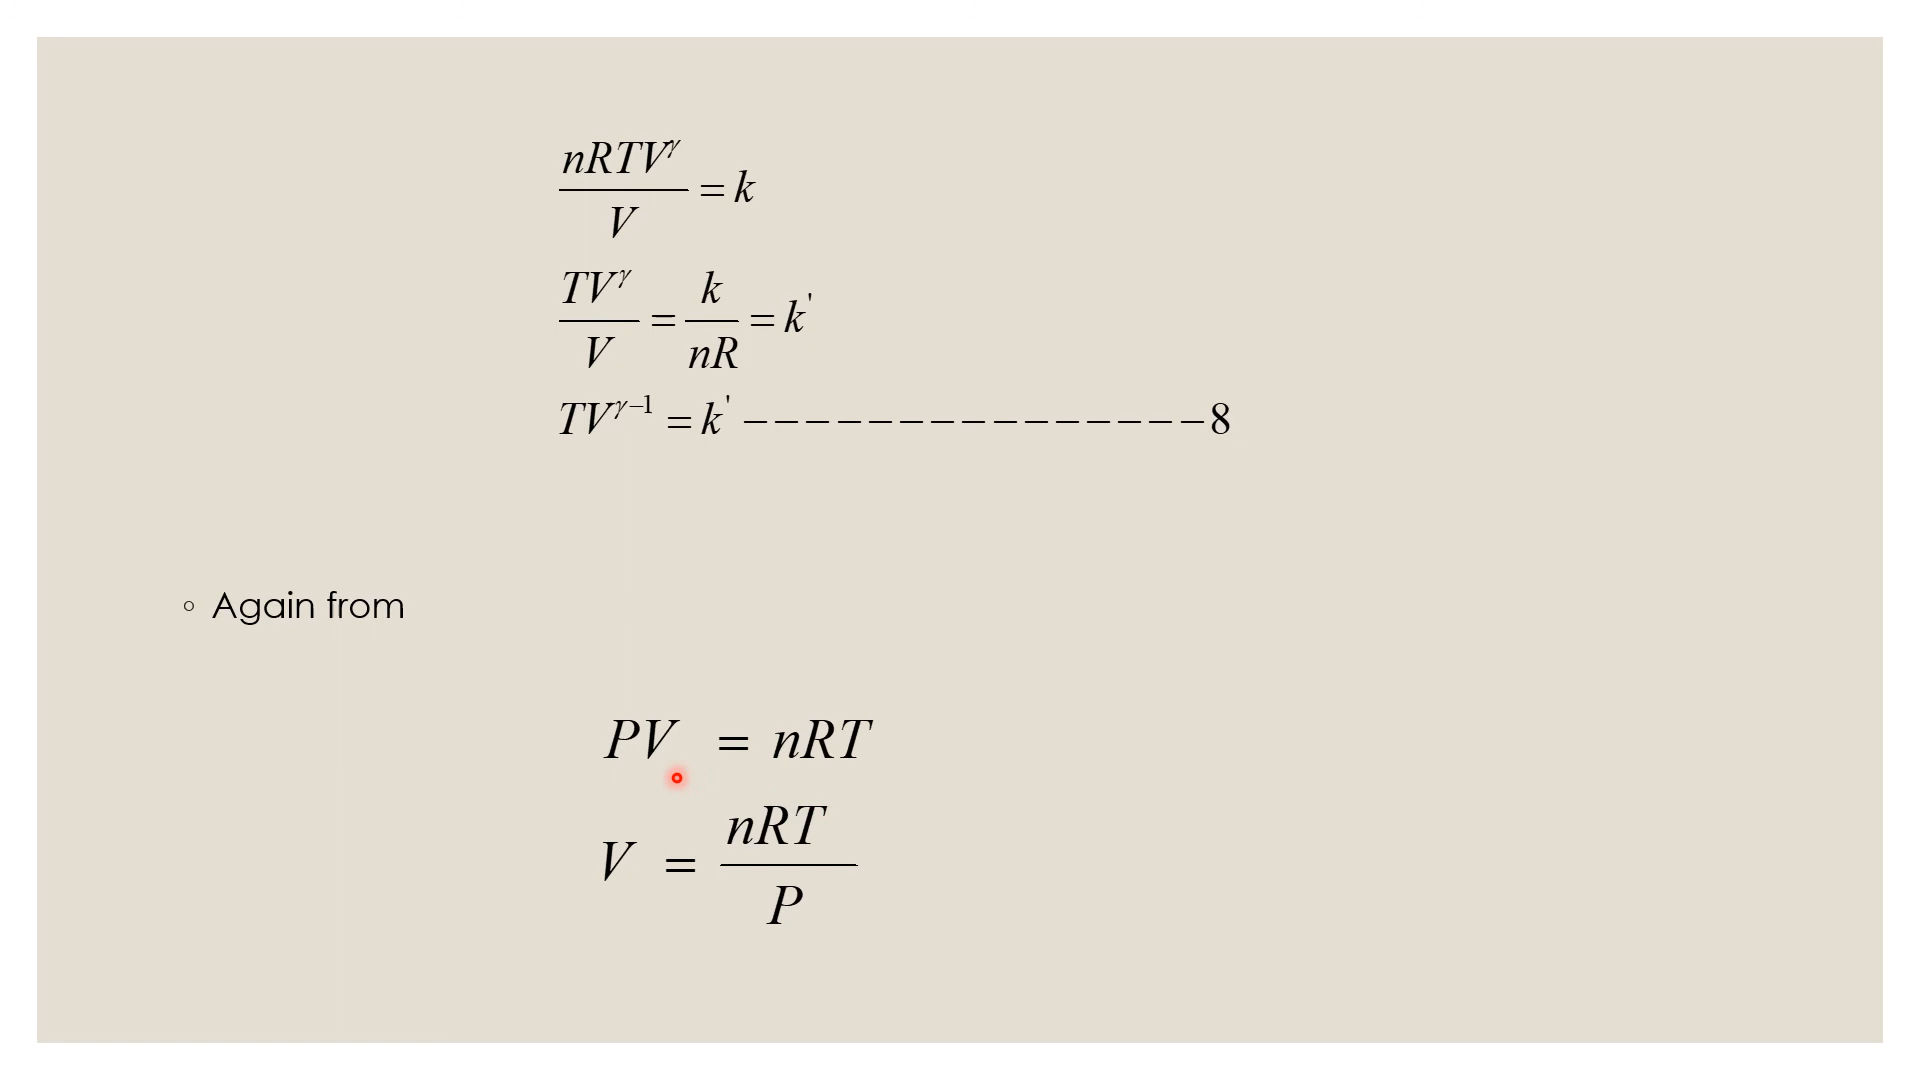 nRTV^γ / V = k
TV^γ / V = k / nR = k'
TV^γ−1 = k' − − − − − − − − − − − − − − − 8
◦ Again from
PV = nRT
V = nRT / P